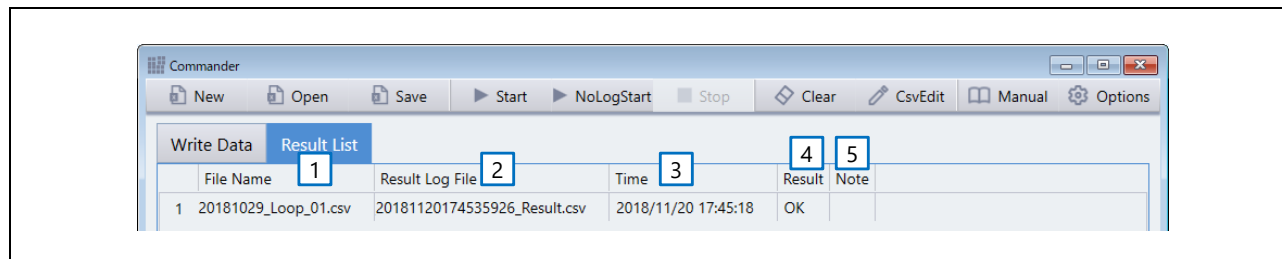 Commander
New Open Save Start NoLogStart Stop Clear CsvEdit Manual Options
Write Data Result List
1 2 3 4 5
File Name Result Log File Time Result Note
1 20181029_Loop_01.csv 20181120174535926_Result.csv 2018/11/20 17:45:18 OK